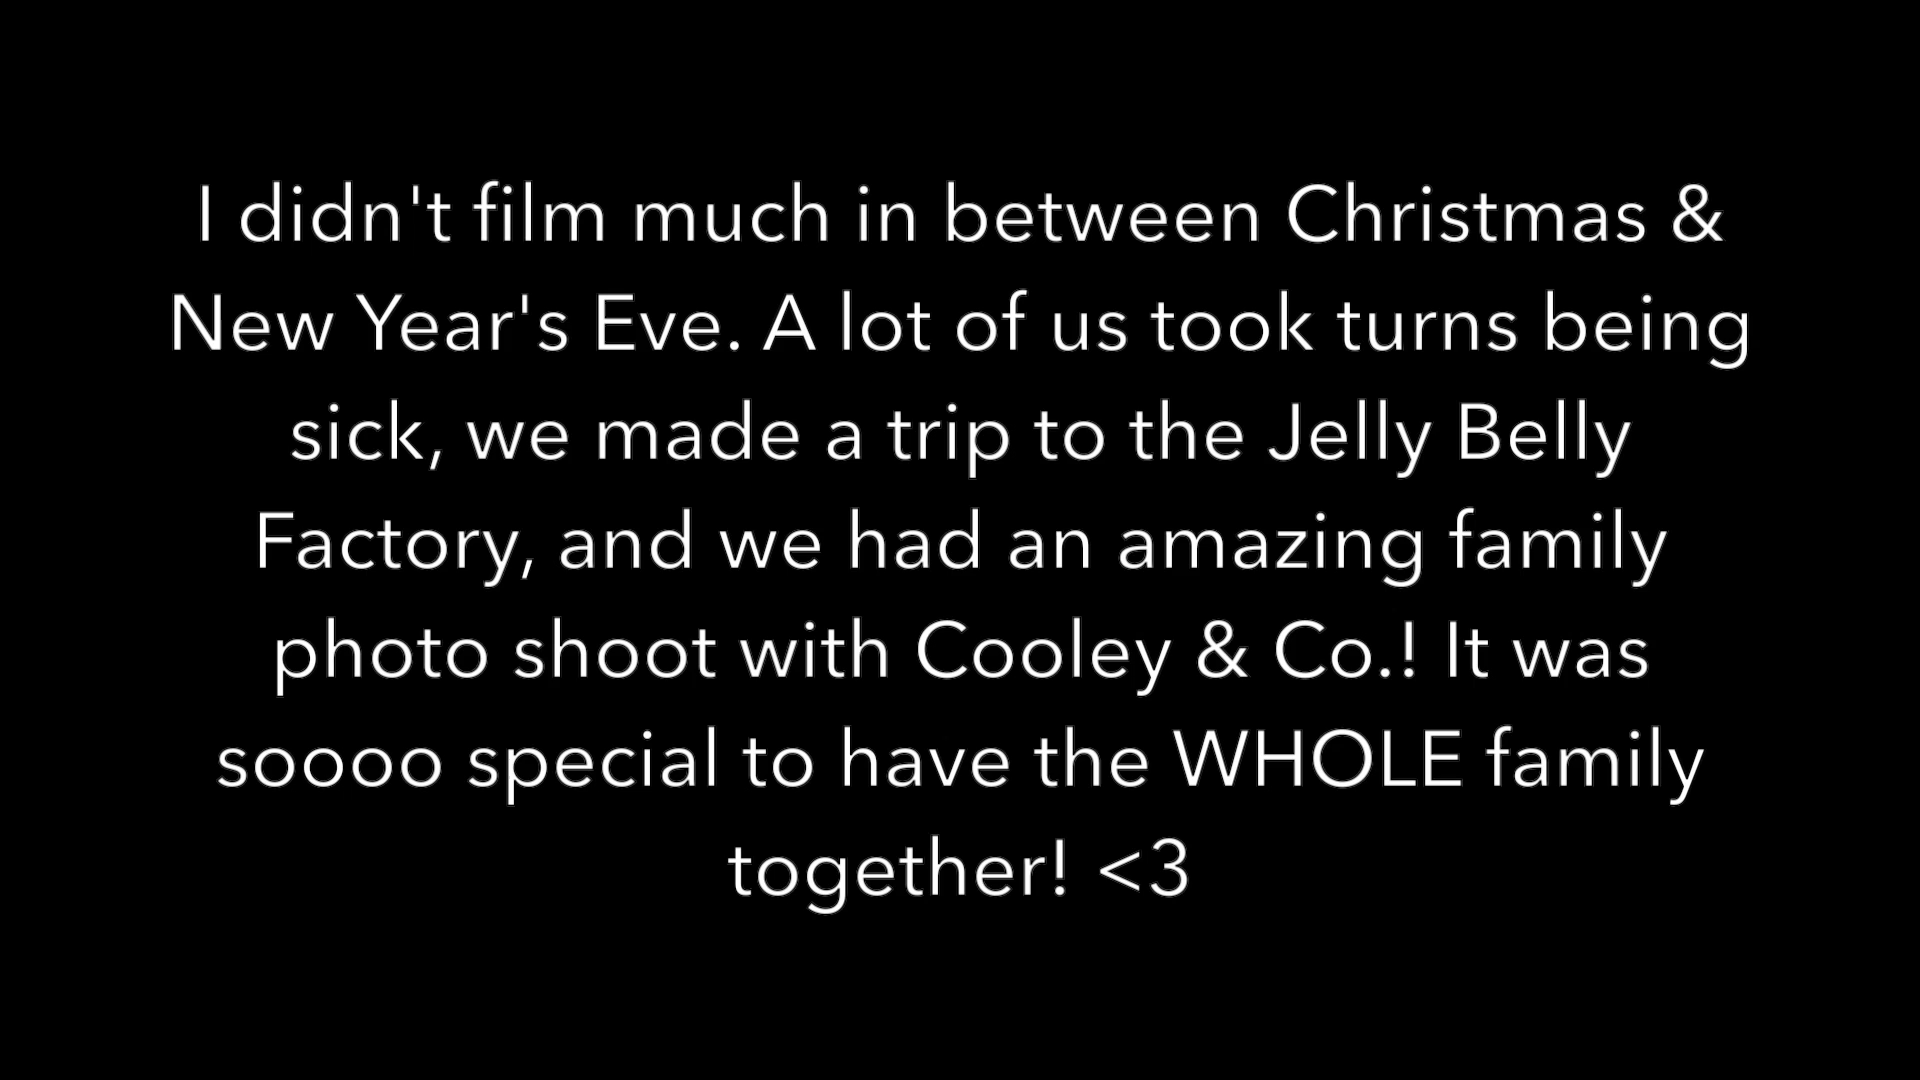 I didn't film much in between Christmas &
New Year's Eve. A lot of us took turns being
sick, we made a trip to the Jelly Belly
Factory, and we had an amazing family
photo shoot with Cooley & Co.! It was
soooo special to have the WHOLE family
together! <3